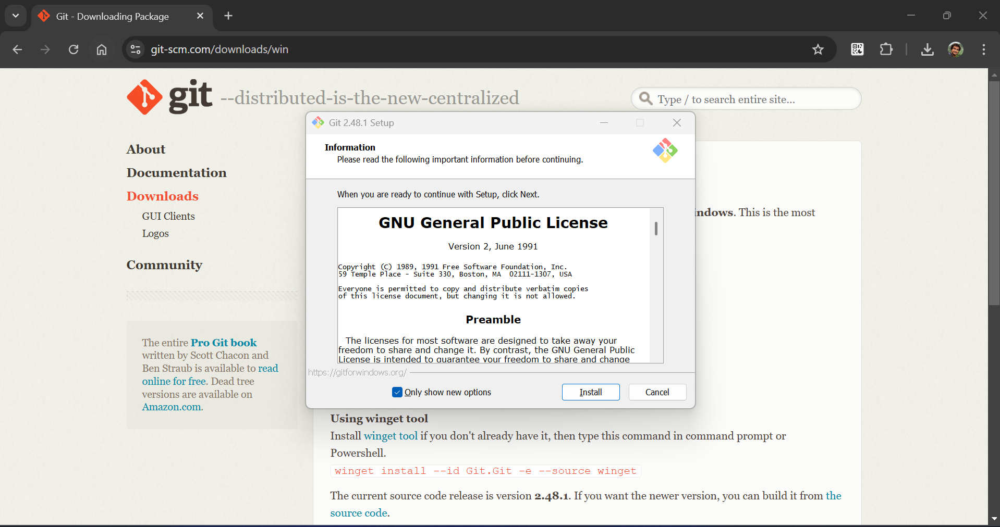 Git - Downloading Package
git-scm.com/downloads/win
git --distributed-is-the-new-centralized
Type / to search entire site...
About
Documentation
Downloads
GUI Clients
Logos
Community
The entire Pro Git book
written by Scott Chacon and
Ben Straub is available to read
online for free. Dead tree
versions are available on
Amazon.com.
Git 2.48.1 Setup
Information
Please read the following important information before continuing.
When you are ready to continue with Setup, click Next.
GNU General Public License
Version 2, June 1991
Copyright (C) 1989, 1991 Free Software Foundation, Inc.
59 Temple Place - Suite 330, Boston, MA  02111-1307, USA
Everyone is permitted to copy and distribute verbatim copies
of this license document, but changing it is not allowed.
Preamble
The licenses for most software are designed to take away your
freedom to share and change it. By contrast, the GNU General Public
License is intended to guarantee your freedom to share and change
https://gitforwindows.org/
Only show new options
Install
Cancel
indows. This is the most
Using winget tool
Install winget tool if you don't already have it, then type this command in command prompt or
Powershell.
winget install --id Git.Git -e --source winget
The current source code release is version 2.48.1. If you want the newer version, you can build it from the
source code.